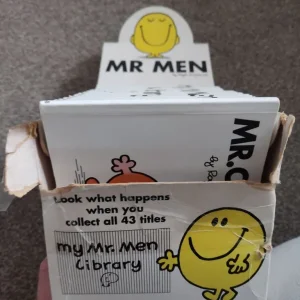 MR MEN
MR.
Look what happens
when you
collect all 43 titles
my Mr. Men
Library